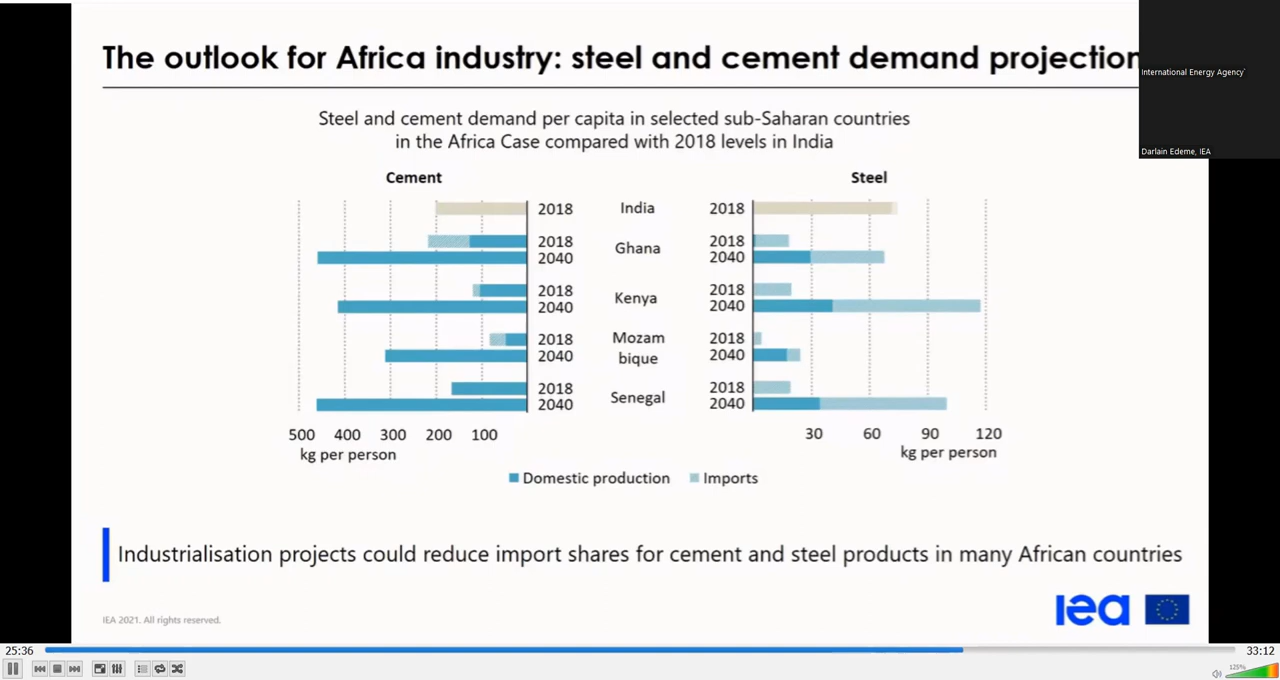 The outlook for Africa industry: steel and cement demand projection
International Energy Agency
Darlain Edeme, IEA
Steel and cement demand per capita in selected sub-Saharan countries
in the Africa Case compared with 2018 levels in India
Cement
Steel
2018 India 2018
2018 Ghana 2018
2040 2040
2018 Kenya 2018
2040 2040
2018 Mozam 2018
2040 bique 2040
2018 Senegal 2018
2040 2040
500 400 300 200 100
30 60 90 120
kg per person
kg per person
Domestic production Imports
Industrialisation projects could reduce import shares for cement and steel products in many African countries
iea
IEA 2021. All rights reserved.
25:36
33:12
125%